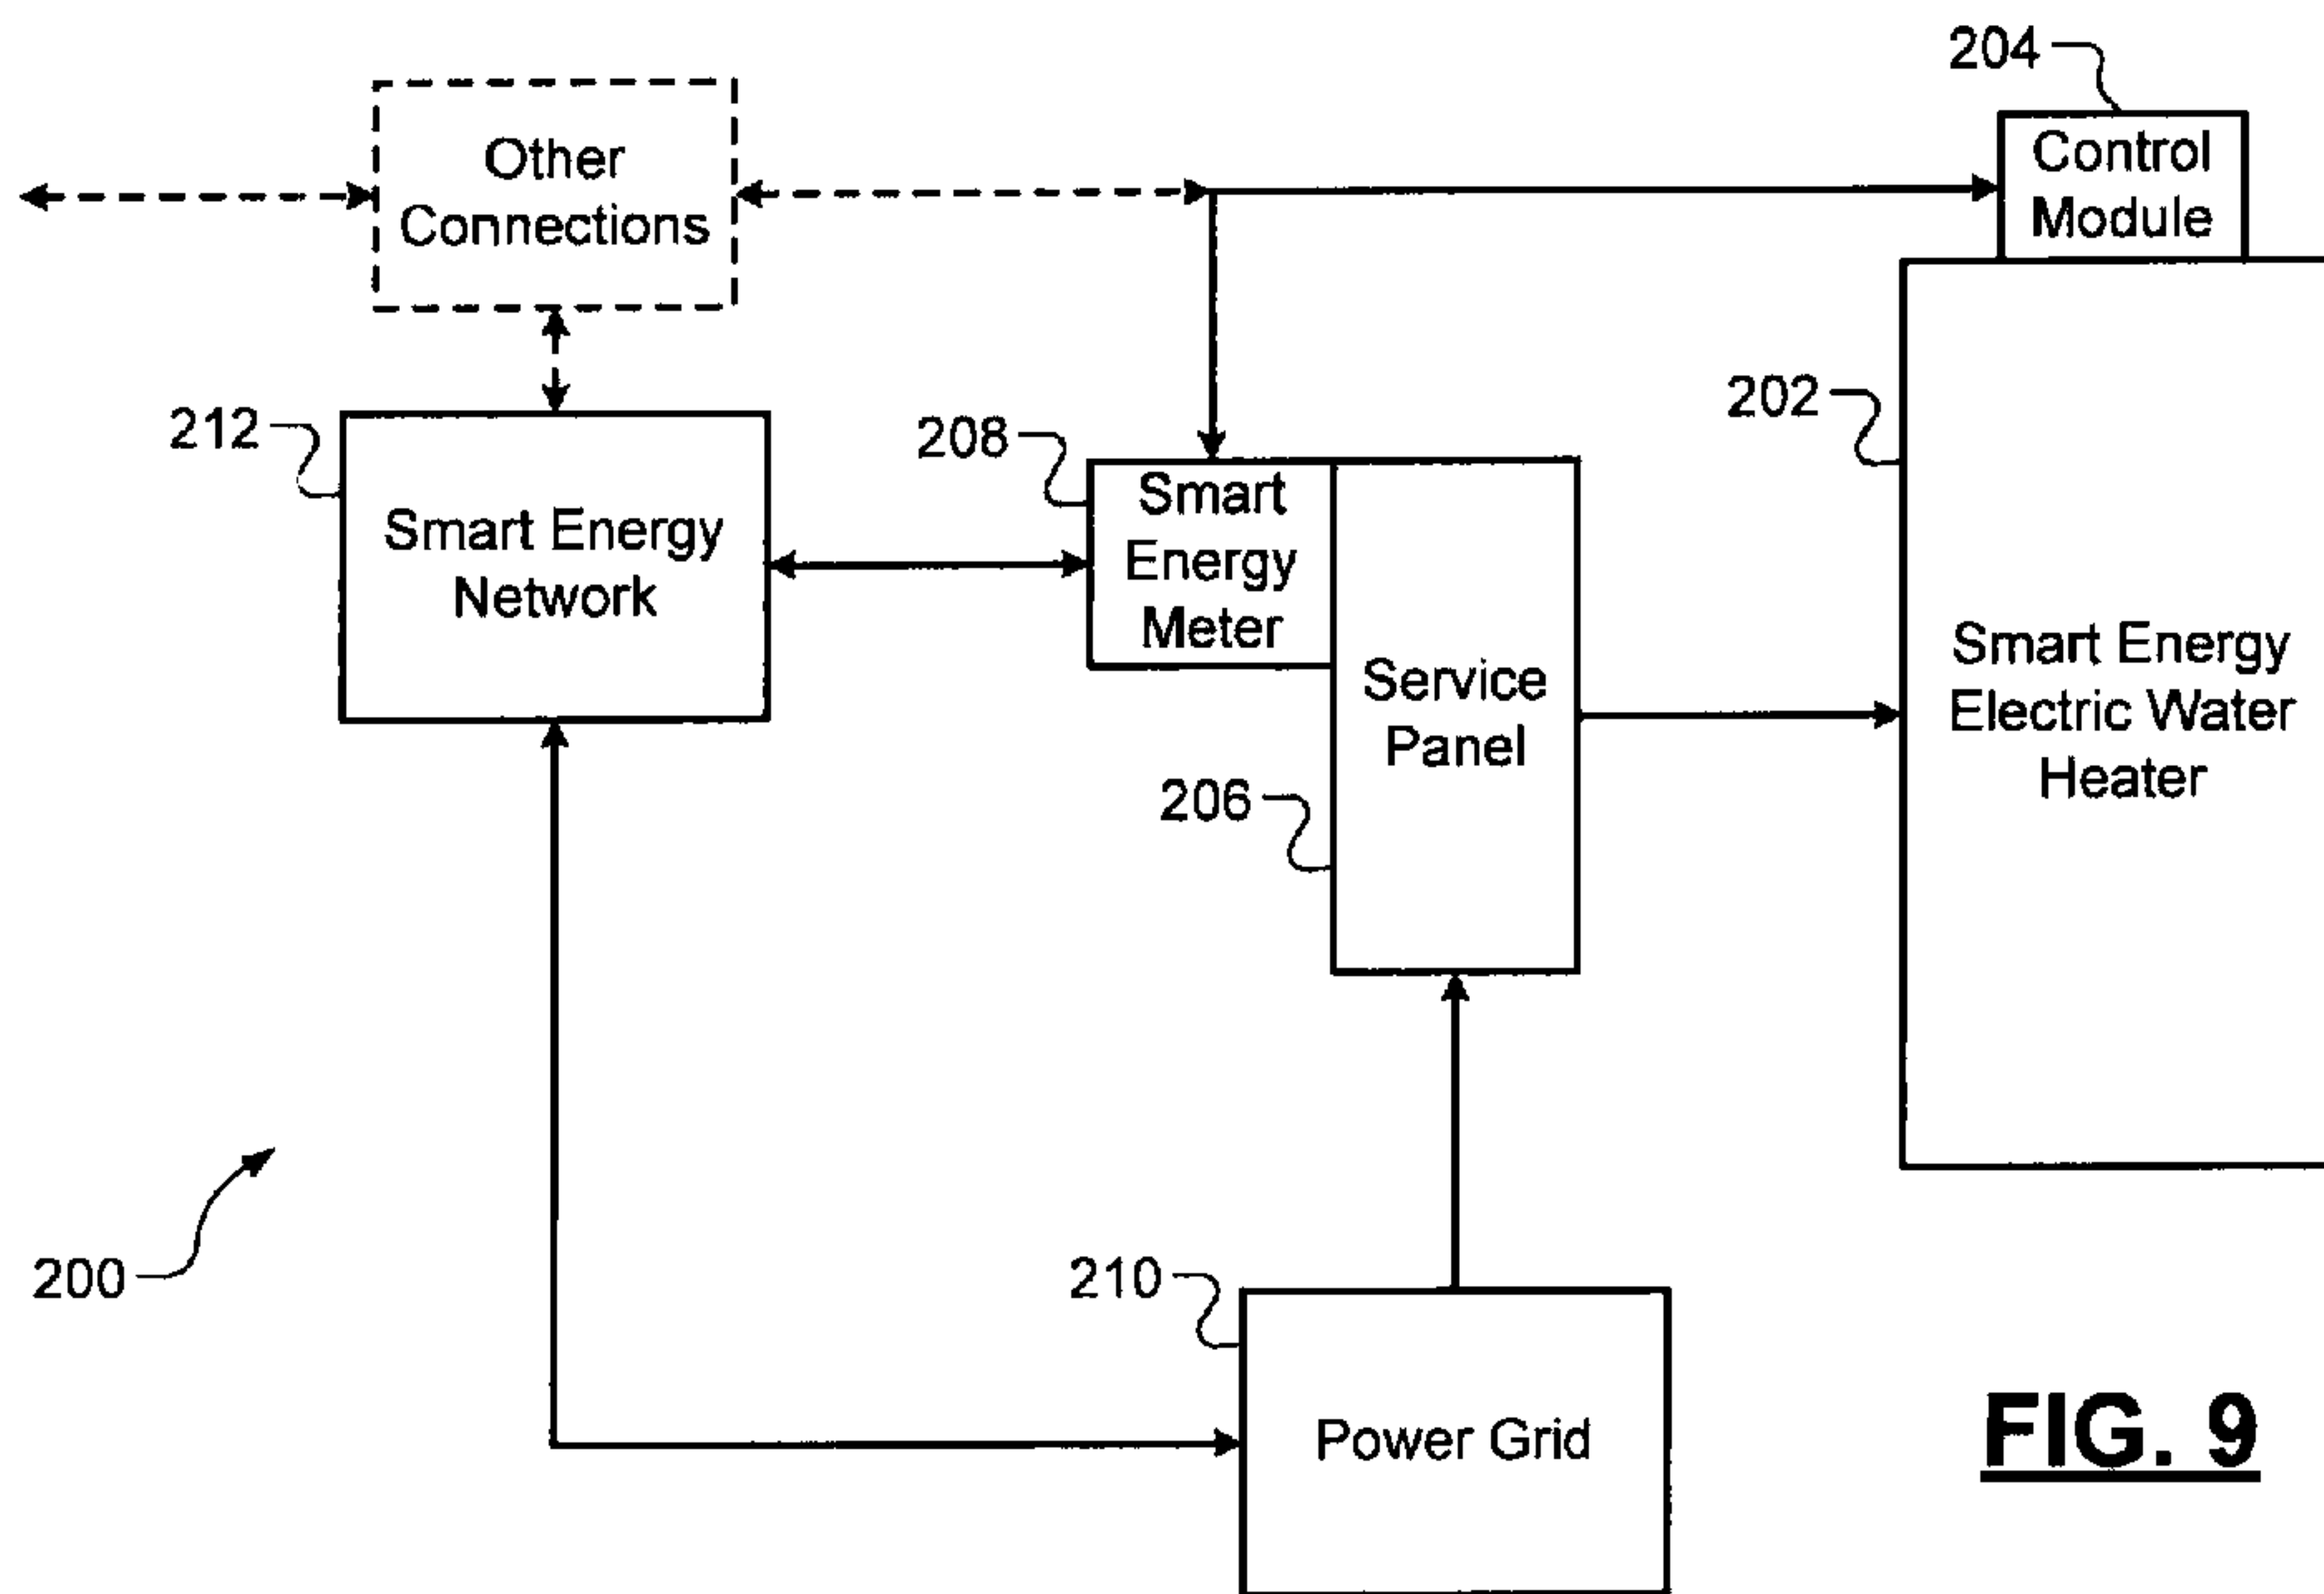 204
Control
Module
Other
Connections
202
212
208
Smart
Energy
Meter
Smart Energy
Network
Service
Panel
Smart Energy
Electric Water
Heater
206
200
210
Power Grid
FIG. 9